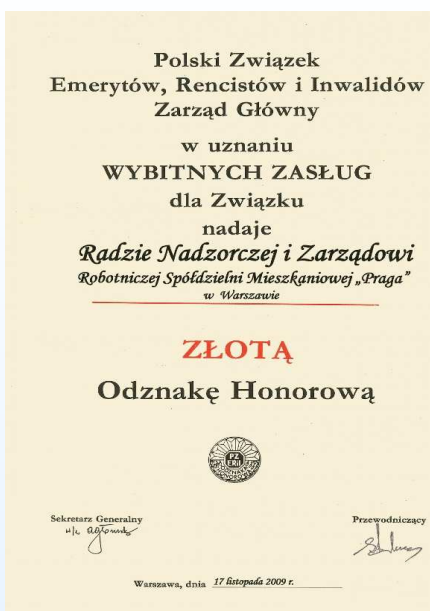 Polski Związek
Emerytów, Rencistów i Inwalidów
Zarząd Główny
w uznaniu
WYBITNYCH ZASŁUG
dla Związku
nadaje
Radzie Nadzorczej i Zarządowi
Robotniczej Spółdzielni Mieszkaniowej „Praga”
w Warszawie
ZŁOTĄ
Odznakę Honorową
PZ
ERiI
Sekretarz Generalny
Przewodniczący
Warszawa, dnia 17 listopada 2009 r.